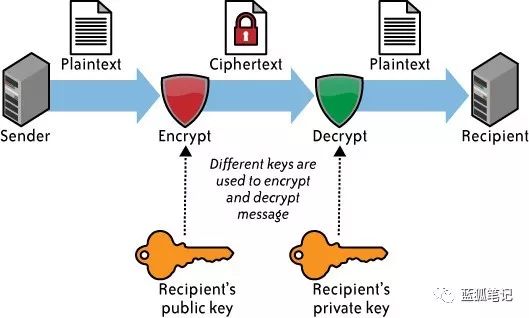 Plaintext
Ciphertext
Plaintext
Sender
Encrypt
Decrypt
Recipient
Different keys are
used to encrypt
and decrypt
message
Recipient's
public key
Recipient's
private key
蓝狐笔记